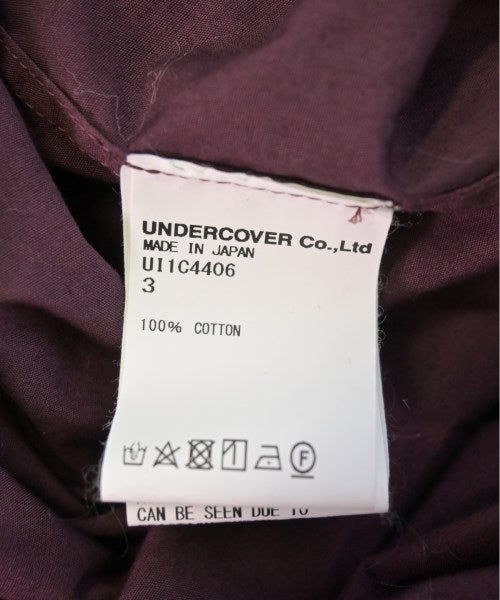 UNDERCOVER Co.,Ltd
MADE IN JAPAN
UI1C4406
3
100% COTTON
F
CAN BE SEEN DUE TO